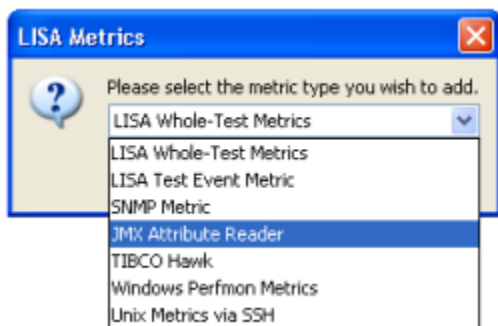 LISA Metrics
Please select the metric type you wish to add.
LISA Whole-Test Metrics
LISA Whole-Test Metrics
LISA Test Event Metric
SNMP Metric
JMX Attribute Reader
TIBCO Hawk
Windows Perfmon Metrics
Unix Metrics via SSH